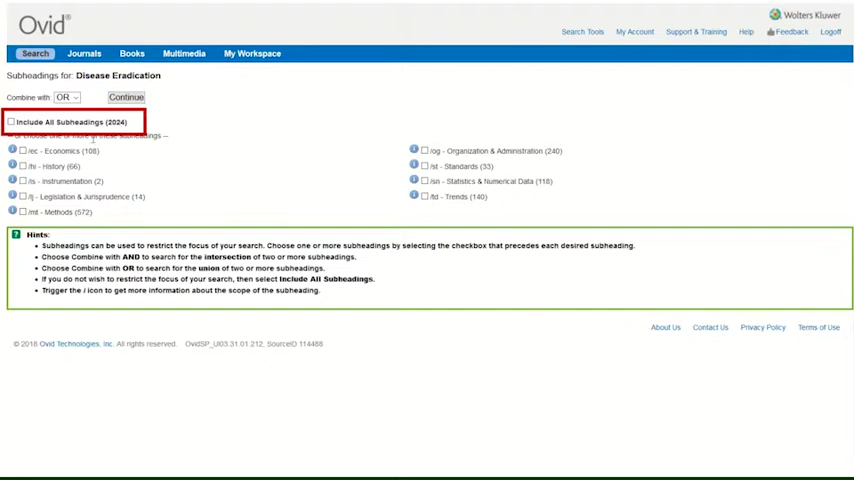 Ovid®
Wolters Kluwer
Search Tools My Account Support & Training Help Feedback Logoff
Search Journals Books Multimedia My Workspace
Subheadings for: Disease Eradication
Combine with: OR Continue
Include All Subheadings (2024)
-- or choose one or more of these subheadings --
/ec - Economics (108)
/hi - History (66)
/is - Instrumentation (2)
/lj - Legislation & Jurisprudence (14)
/mt - Methods (572)
/og - Organization & Administration (240)
/st - Standards (33)
/sn - Statistics & Numerical Data (118)
/td - Trends (140)
? Hints:
• Subheadings can be used to restrict the focus of your search. Choose one or more subheadings by selecting the checkbox that precedes each desired subheading.
• Choose Combine with AND to search for the intersection of two or more subheadings.
• Choose Combine with OR to search for the union of two or more subheadings.
• If you do not wish to restrict the focus of your search, then select Include All Subheadings.
• Trigger the i icon to get more information about the scope of the subheading.
About Us Contact Us Privacy Policy Terms of Use
© 2018 Ovid Technologies, Inc. All rights reserved. OvidSP_UI03.31.01.212, SourceID 114488